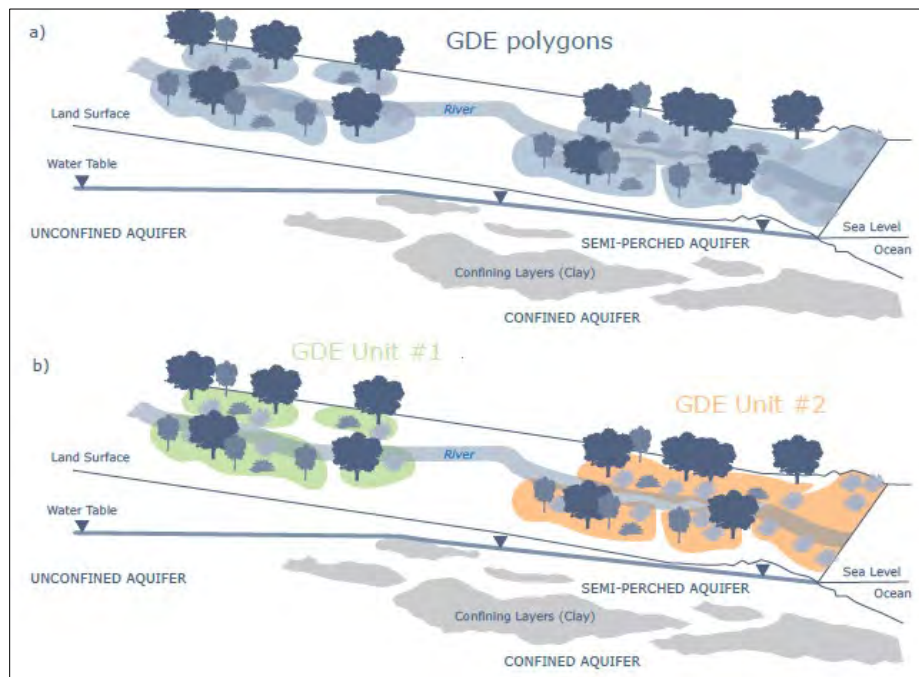 a)
GDE polygons
River
Land Surface
Water Table
UNCONFINED AQUIFER
SEMI-PERCHED AQUIFER
Sea Level
Ocean
Confining Layers (Clay)
CONFINED AQUIFER
b)
GDE Unit #1
GDE Unit #2
River
Land Surface
Water Table
UNCONFINED AQUIFER
SEMI-PERCHED AQUIFER
Sea Level
Ocean
Confining Layers (Clay)
CONFINED AQUIFER